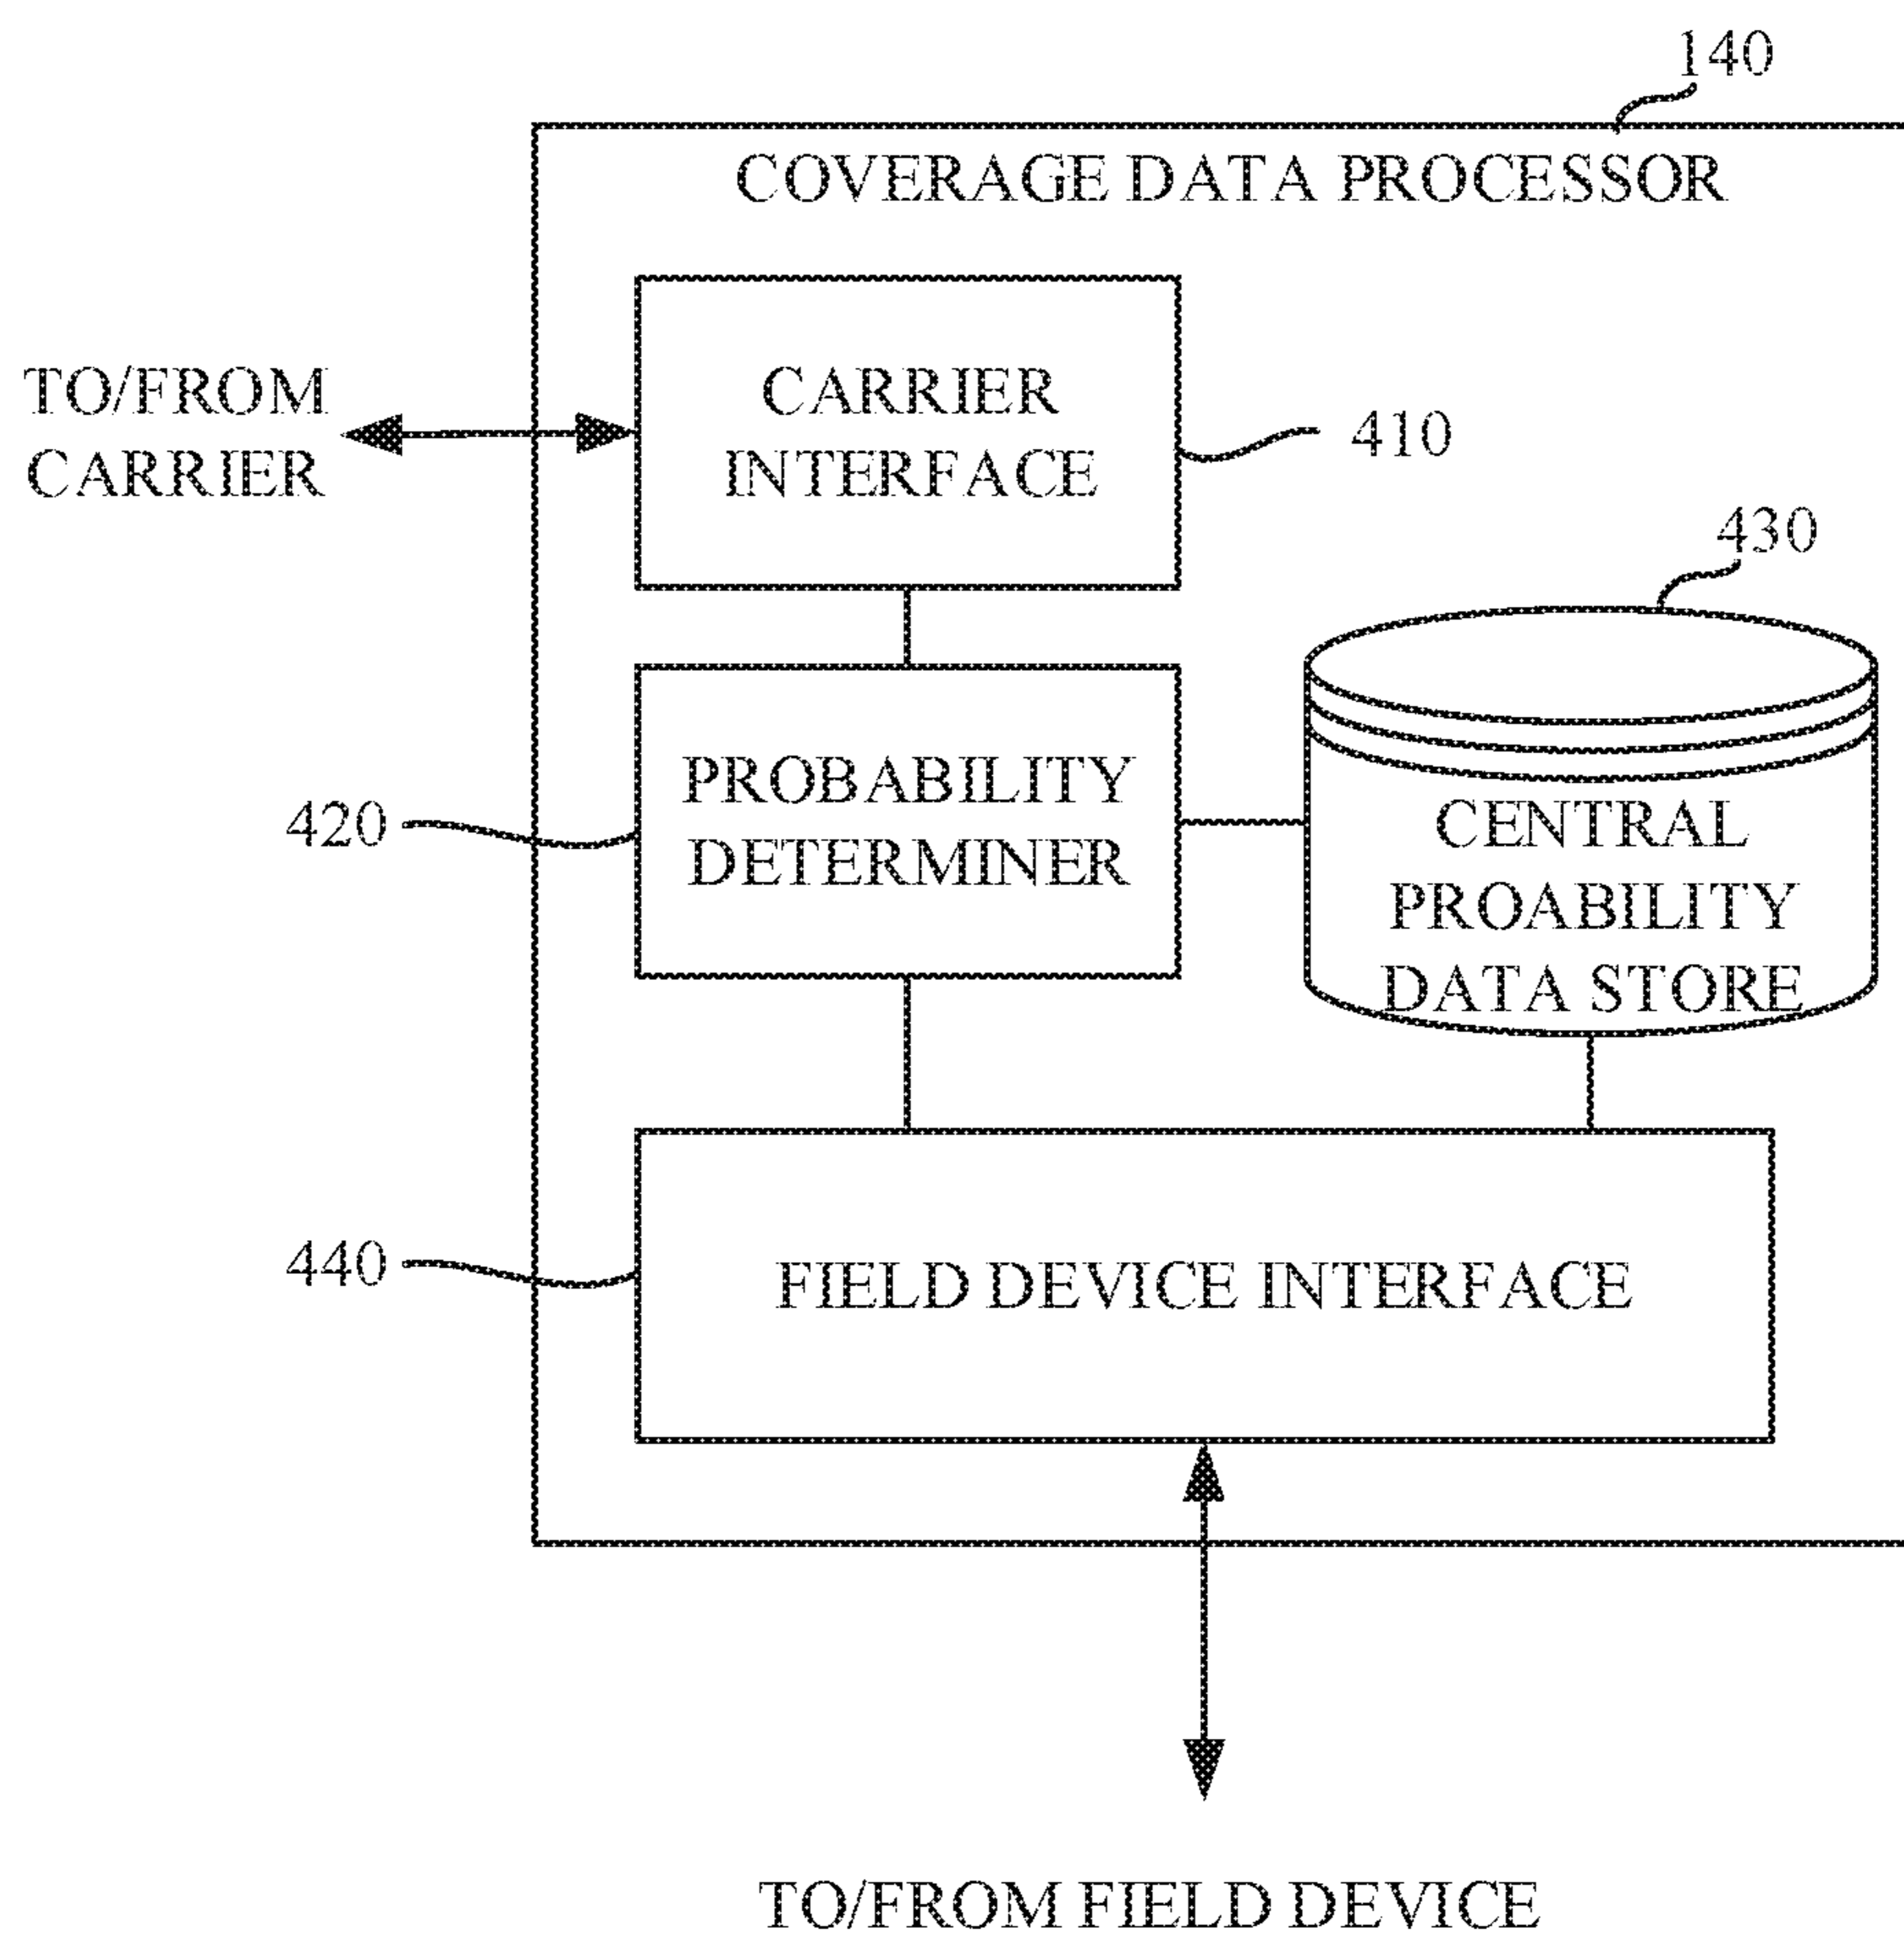 140
COVERAGE DATA PROCESSOR
TO/FROM
CARRIER
CARRIER
INTERFACE
410
430
420
PROBABILITY
DETERMINER
CENTRAL
PROABILITY
DATA STORE
440
FIELD DEVICE INTERFACE
TO/FROM FIELD DEVICE